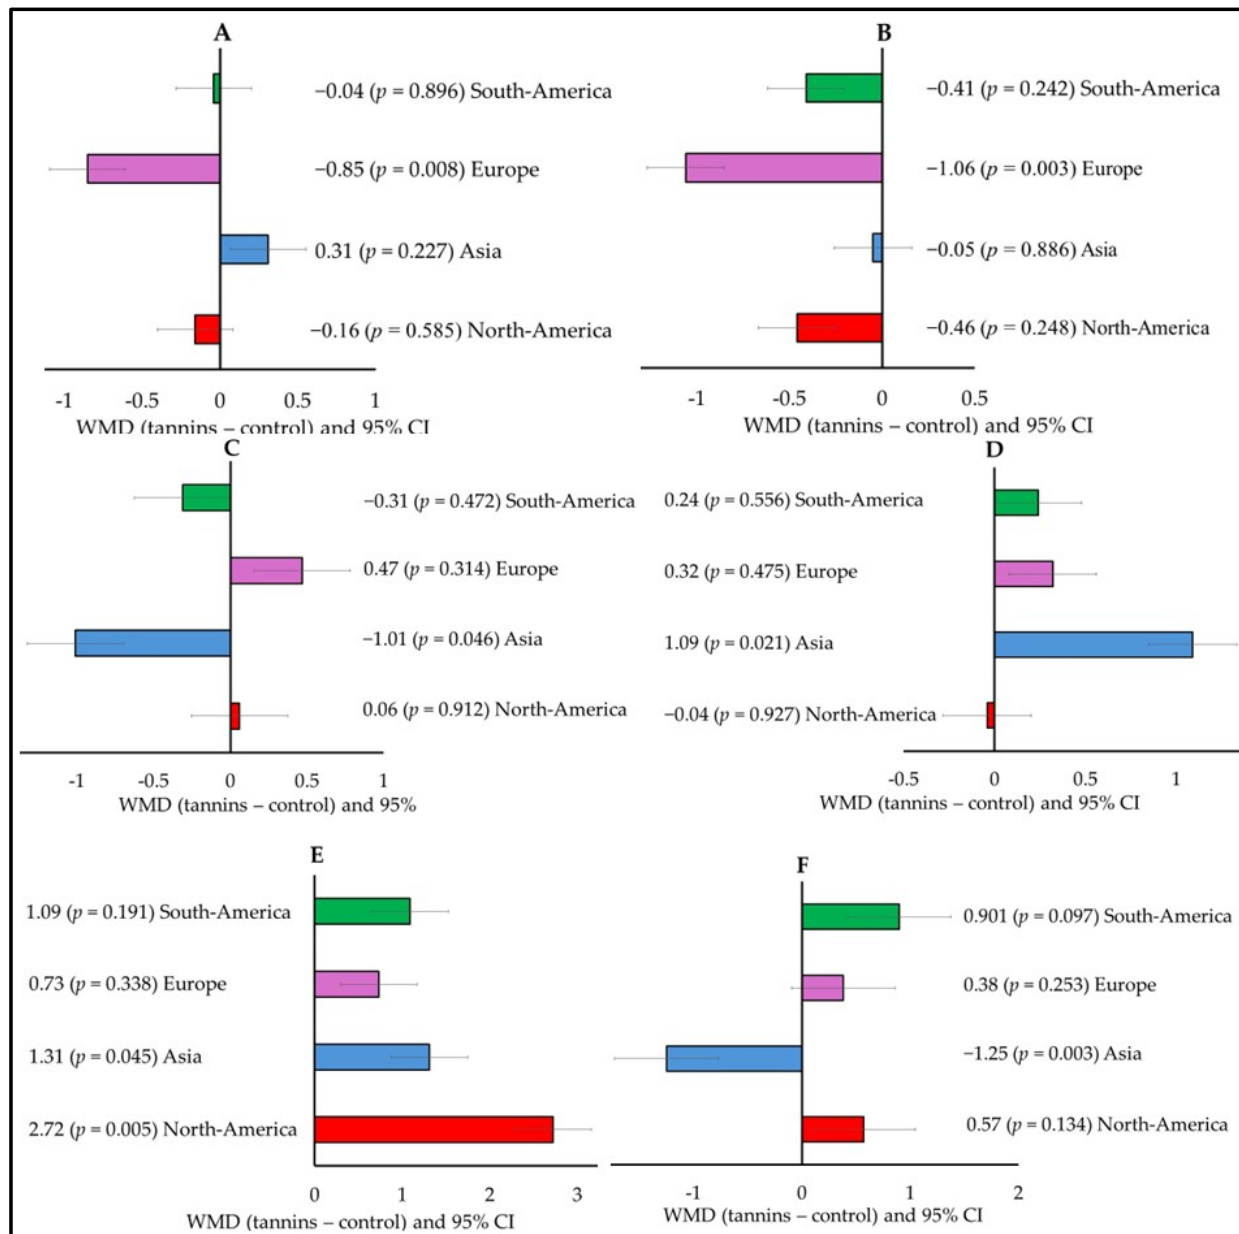 A
−0.04 (p = 0.896) South-America
−0.85 (p = 0.008) Europe
0.31 (p = 0.227) Asia
−0.16 (p = 0.585) North-America
-1 -0.5 0 0.5 1
WMD (tannins – control) and 95% CI
B
−0.41 (p = 0.242) South-America
−1.06 (p = 0.003) Europe
−0.05 (p = 0.886) Asia
−0.46 (p = 0.248) North-America
-1 -0.5 0 0.5
WMD (tannins – control) and 95% CI
C
−0.31 (p = 0.472) South-America
0.47 (p = 0.314) Europe
−1.01 (p = 0.046) Asia
0.06 (p = 0.912) North-America
-1 -0.5 0 0.5 1
WMD (tannins – control) and 95%
D
0.24 (p = 0.556) South-America
0.32 (p = 0.475) Europe
1.09 (p = 0.021) Asia
−0.04 (p = 0.927) North-America
-0.5 0 0.5 1
WMD (tannins – control) and 95% CI
E
1.09 (p = 0.191) South-America
0.73 (p = 0.338) Europe
1.31 (p = 0.045) Asia
2.72 (p = 0.005) North-America
0 1 2 3
WMD (tannins – control) and 95% CI
F
0.901 (p = 0.097) South-America
0.38 (p = 0.253) Europe
−1.25 (p = 0.003) Asia
0.57 (p = 0.134) North-America
-1 0 1 2
WMD (tannins – control) and 95% CI